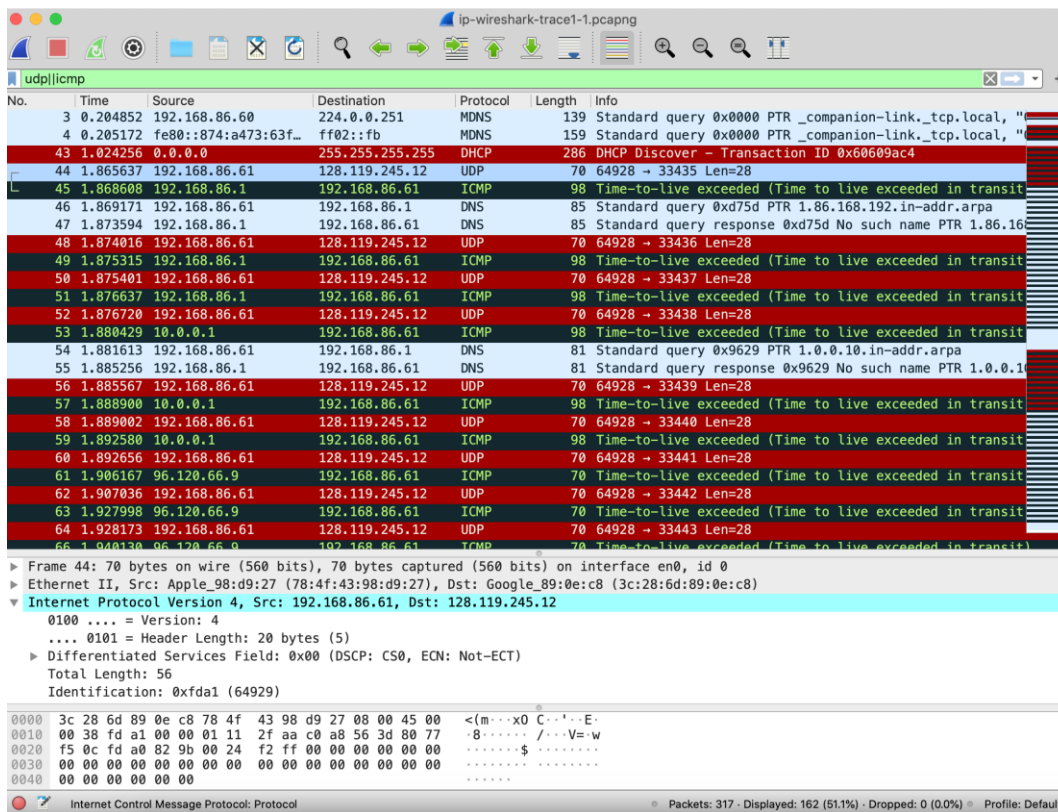 ip-wireshark-trace1-1.pcapng
udp||icmp
No. Time Source Destination Protocol Length Info
3 0.204852 192.168.86.60 224.0.0.251 MDNS 139 Standard query 0x0000 PTR _companion-link._tcp.local,
4 0.205172 fe80::874:a473:63f… ff02::fb MDNS 159 Standard query 0x0000 PTR _companion-link._tcp.local,
43 1.024256 0.0.0.0 255.255.255.255 DHCP 286 DHCP Discover - Transaction ID 0x60609ac4
44 1.865637 192.168.86.61 128.119.245.12 UDP 70 64928 → 33435 Len=28
45 1.868608 192.168.86.1 192.168.86.61 ICMP 98 Time-to-live exceeded (Time to live exceeded in transit
46 1.869171 192.168.86.61 192.168.86.1 DNS 85 Standard query 0xd75d PTR 1.86.168.192.in-addr.arpa
47 1.873594 192.168.86.1 192.168.86.61 DNS 85 Standard query response 0xd75d No such name PTR 1.86.16
48 1.874016 192.168.86.61 128.119.245.12 UDP 70 64928 → 33436 Len=28
49 1.875315 192.168.86.1 192.168.86.61 ICMP 98 Time-to-live exceeded (Time to live exceeded in transit
50 1.875401 192.168.86.61 128.119.245.12 UDP 70 64928 → 33437 Len=28
51 1.876637 192.168.86.1 192.168.86.61 ICMP 98 Time-to-live exceeded (Time to live exceeded in transit
52 1.876720 192.168.86.61 128.119.245.12 UDP 70 64928 → 33438 Len=28
53 1.880429 10.0.0.1 192.168.86.61 ICMP 98 Time-to-live exceeded (Time to live exceeded in transit
54 1.881613 192.168.86.61 192.168.86.1 DNS 81 Standard query 0x9629 PTR 1.0.0.10.in-addr.arpa
55 1.885256 192.168.86.1 192.168.86.61 DNS 81 Standard query response 0x9629 No such name PTR 1.0.0.1
56 1.885567 192.168.86.61 128.119.245.12 UDP 70 64928 → 33439 Len=28
57 1.888900 10.0.0.1 192.168.86.61 ICMP 98 Time-to-live exceeded (Time to live exceeded in transit
58 1.889002 192.168.86.61 128.119.245.12 UDP 70 64928 → 33440 Len=28
59 1.892580 10.0.0.1 192.168.86.61 ICMP 98 Time-to-live exceeded (Time to live exceeded in transit
60 1.892656 192.168.86.61 128.119.245.12 UDP 70 64928 → 33441 Len=28
61 1.906167 96.120.66.9 192.168.86.61 ICMP 70 Time-to-live exceeded (Time to live exceeded in transit
62 1.907036 192.168.86.61 128.119.245.12 UDP 70 64928 → 33442 Len=28
63 1.927998 96.120.66.9 192.168.86.61 ICMP 70 Time-to-live exceeded (Time to live exceeded in transit
64 1.928173 192.168.86.61 128.119.245.12 UDP 70 64928 → 33443 Len=28
66 1.940130 96.120.66.9 192.168.86.61 ICMP 70 Time-to-live exceeded (Time to live exceeded in transit)
Frame 44: 70 bytes on wire (560 bits), 70 bytes captured (560 bits) on interface en0, id 0
Ethernet II, Src: Apple_98:d9:27 (78:4f:43:98:d9:27), Dst: Google_89:0e:c8 (3c:28:6d:89:0e:c8)
Internet Protocol Version 4, Src: 192.168.86.61, Dst: 128.119.245.12
0100 .... = Version: 4
.... 0101 = Header Length: 20 bytes (5)
Differentiated Services Field: 0x00 (DSCP: CS0, ECN: Not-ECT)
Total Length: 56
Identification: 0xfda1 (64929)
0000 3c 28 6d 89 0e c8 78 4f 43 98 d9 27 08 00 45 00 <(m···xO C··'··E·
0010 00 38 fd a1 00 00 01 11 2f aa c0 a8 56 3d 80 77 ·8······ /···V=·w
0020 f5 0c fd a0 82 9b 00 24 f2 ff 00 00 00 00 00 00 ·······$ ········
0030 00 00 00 00 00 00 00 00 00 00 00 00 00 00 00 00 ········ ········
0040 00 00 00 00 00 00 ······
Internet Control Message Protocol: Protocol Packets: 317 · Displayed: 162 (51.1%) · Dropped: 0 (0.0%) Profile: Defaul